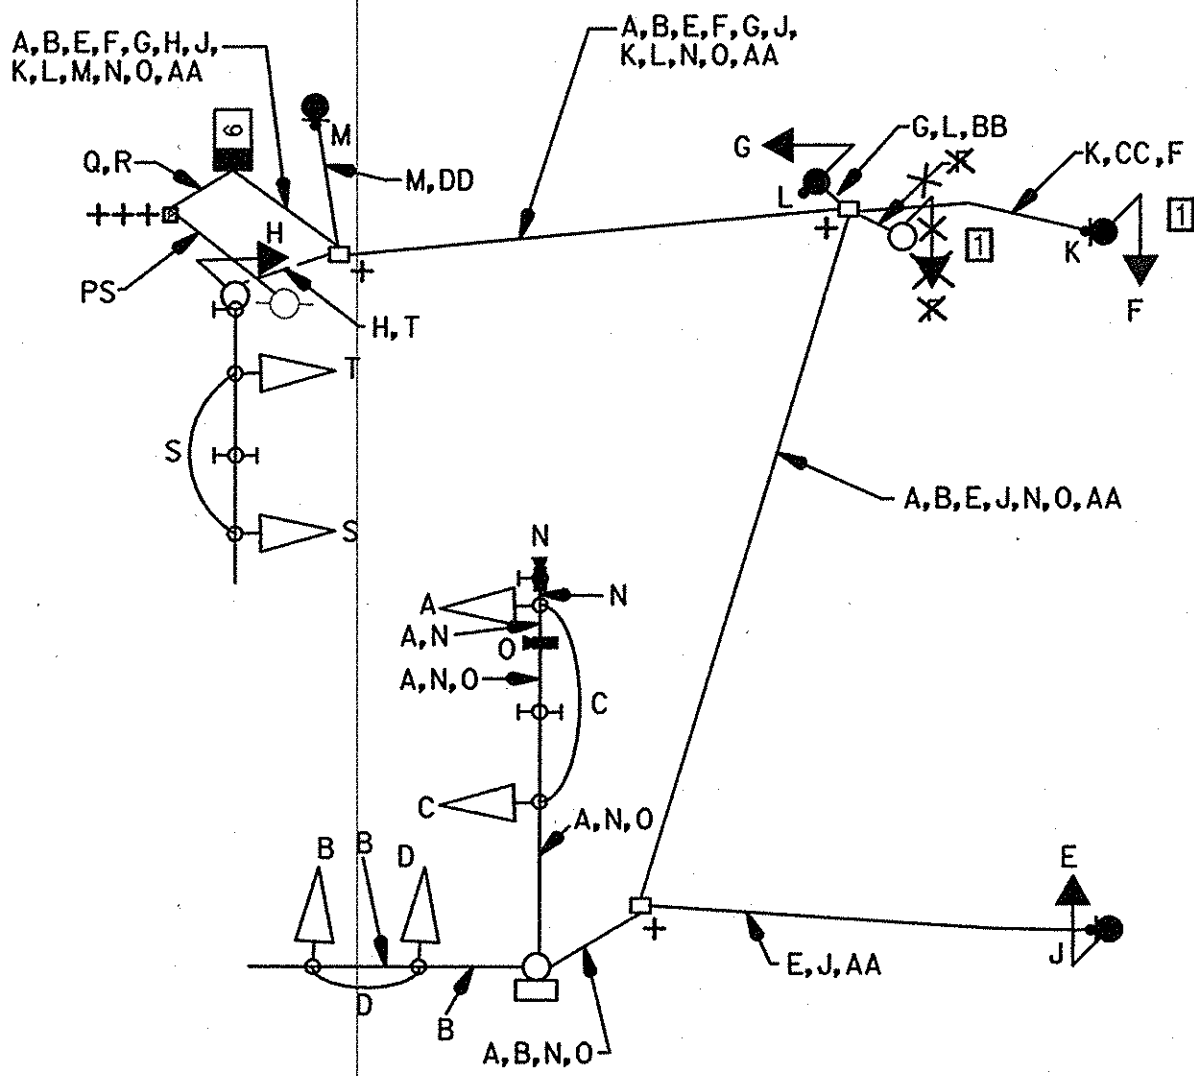 A,B,E,F,G,H,J,
K,L,M,N,O,AA
A,B,E,F,G,J,
K,L,N,O,AA
6
M
Q,R
M,DD
G
G,L,BB
F
K,CC,F
L
H
1
1
K
PS
F
F
H,T
T
S
S
A,B,E,J,N,O,AA
N
N
A
A,N
O
A,N,O
C
C
A,N,O
B
B
D
E
J
E,J,AA
D
B
A,B,N,O